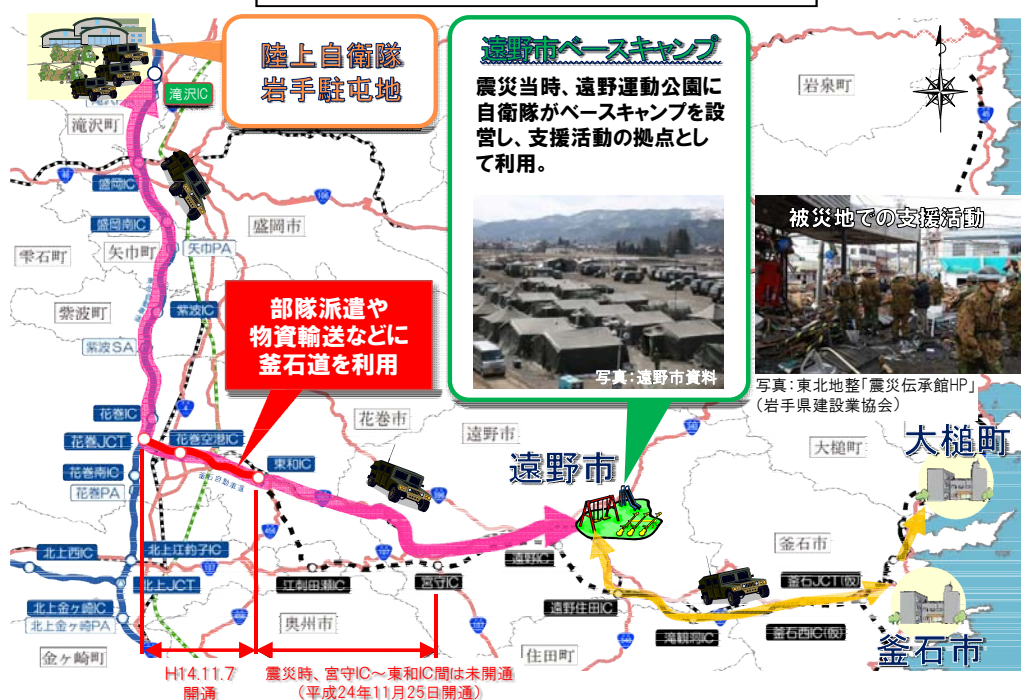 陸上自衛隊
岩手駐屯地
遠野市ベースキャンプ
震災当時、遠野運動公園に
自衛隊がベースキャンプを設
営し、支援活動の拠点とし
て利用。
写真：遠野市資料
被災地での支援活動
写真：東北地整「震災伝承館HP」
（岩手県建設業協会）
部隊派遣や
物資輸送などに
釜石道を利用
岩泉町
滝沢IC
滝沢町
盛岡IC
盛岡南IC
盛岡市
雫石町
矢巾町
矢巾PA
紫波町
紫波IC
紫波SA
花巻IC
花巻市
花巻JCT
花巻空港IC
東和IC
花巻南IC
花巻PA
釜石自動車道
遠野市
遠野市
大槌町
大槌町
北上西IC
北上江釣子IC
北上JCT
江刺田瀬IC
宮守IC
遠野IC
釜石市
釜石JCT(仮)
北上金ヶ崎IC
北上金ヶ崎PA
奥州市
遠野住田IC
滝観洞IC
釜石西IC(仮)
釜石市
金ヶ崎町
住田町
H14.11.7
開通
震災時、宮守IC～東和IC間は未開通
（平成24年11月25日開通）